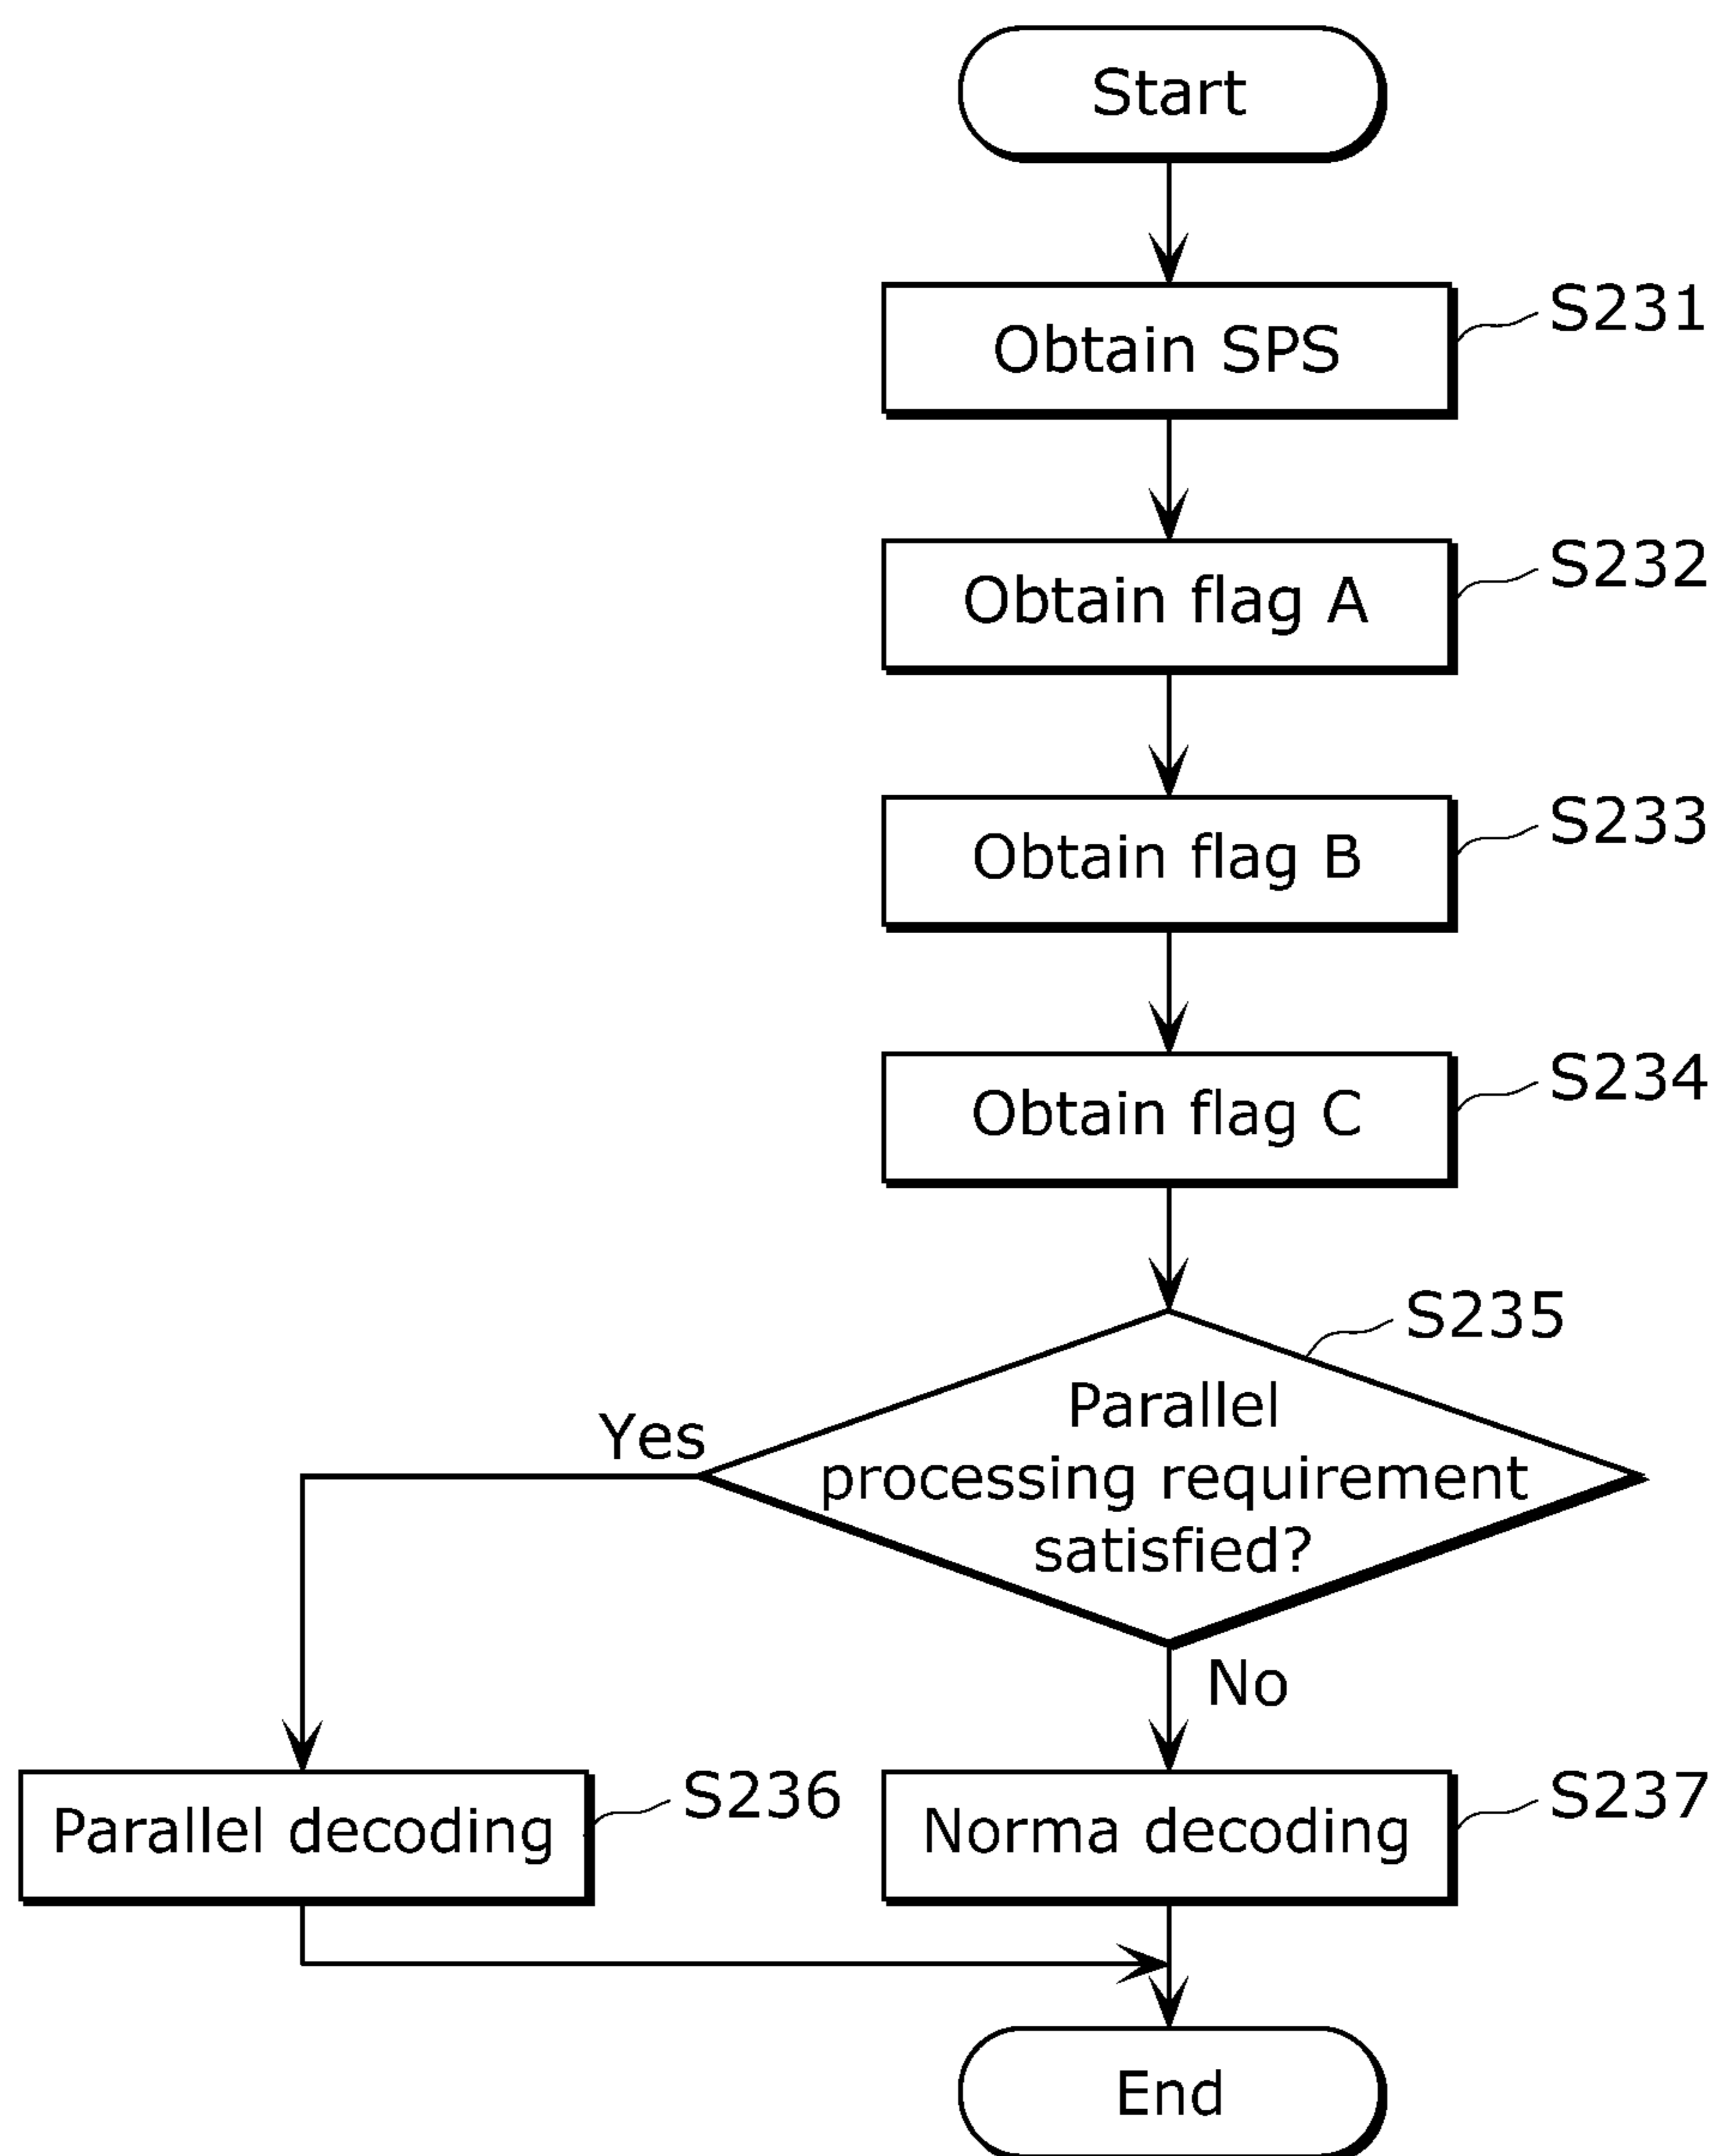 Start
Obtain SPS
S231
Obtain flag A
S232
Obtain flag B
S233
Obtain flag C
S234
S235
Parallel
processing requirement
satisfied?
Yes
No
Parallel decoding
S236
Norma decoding
S237
End